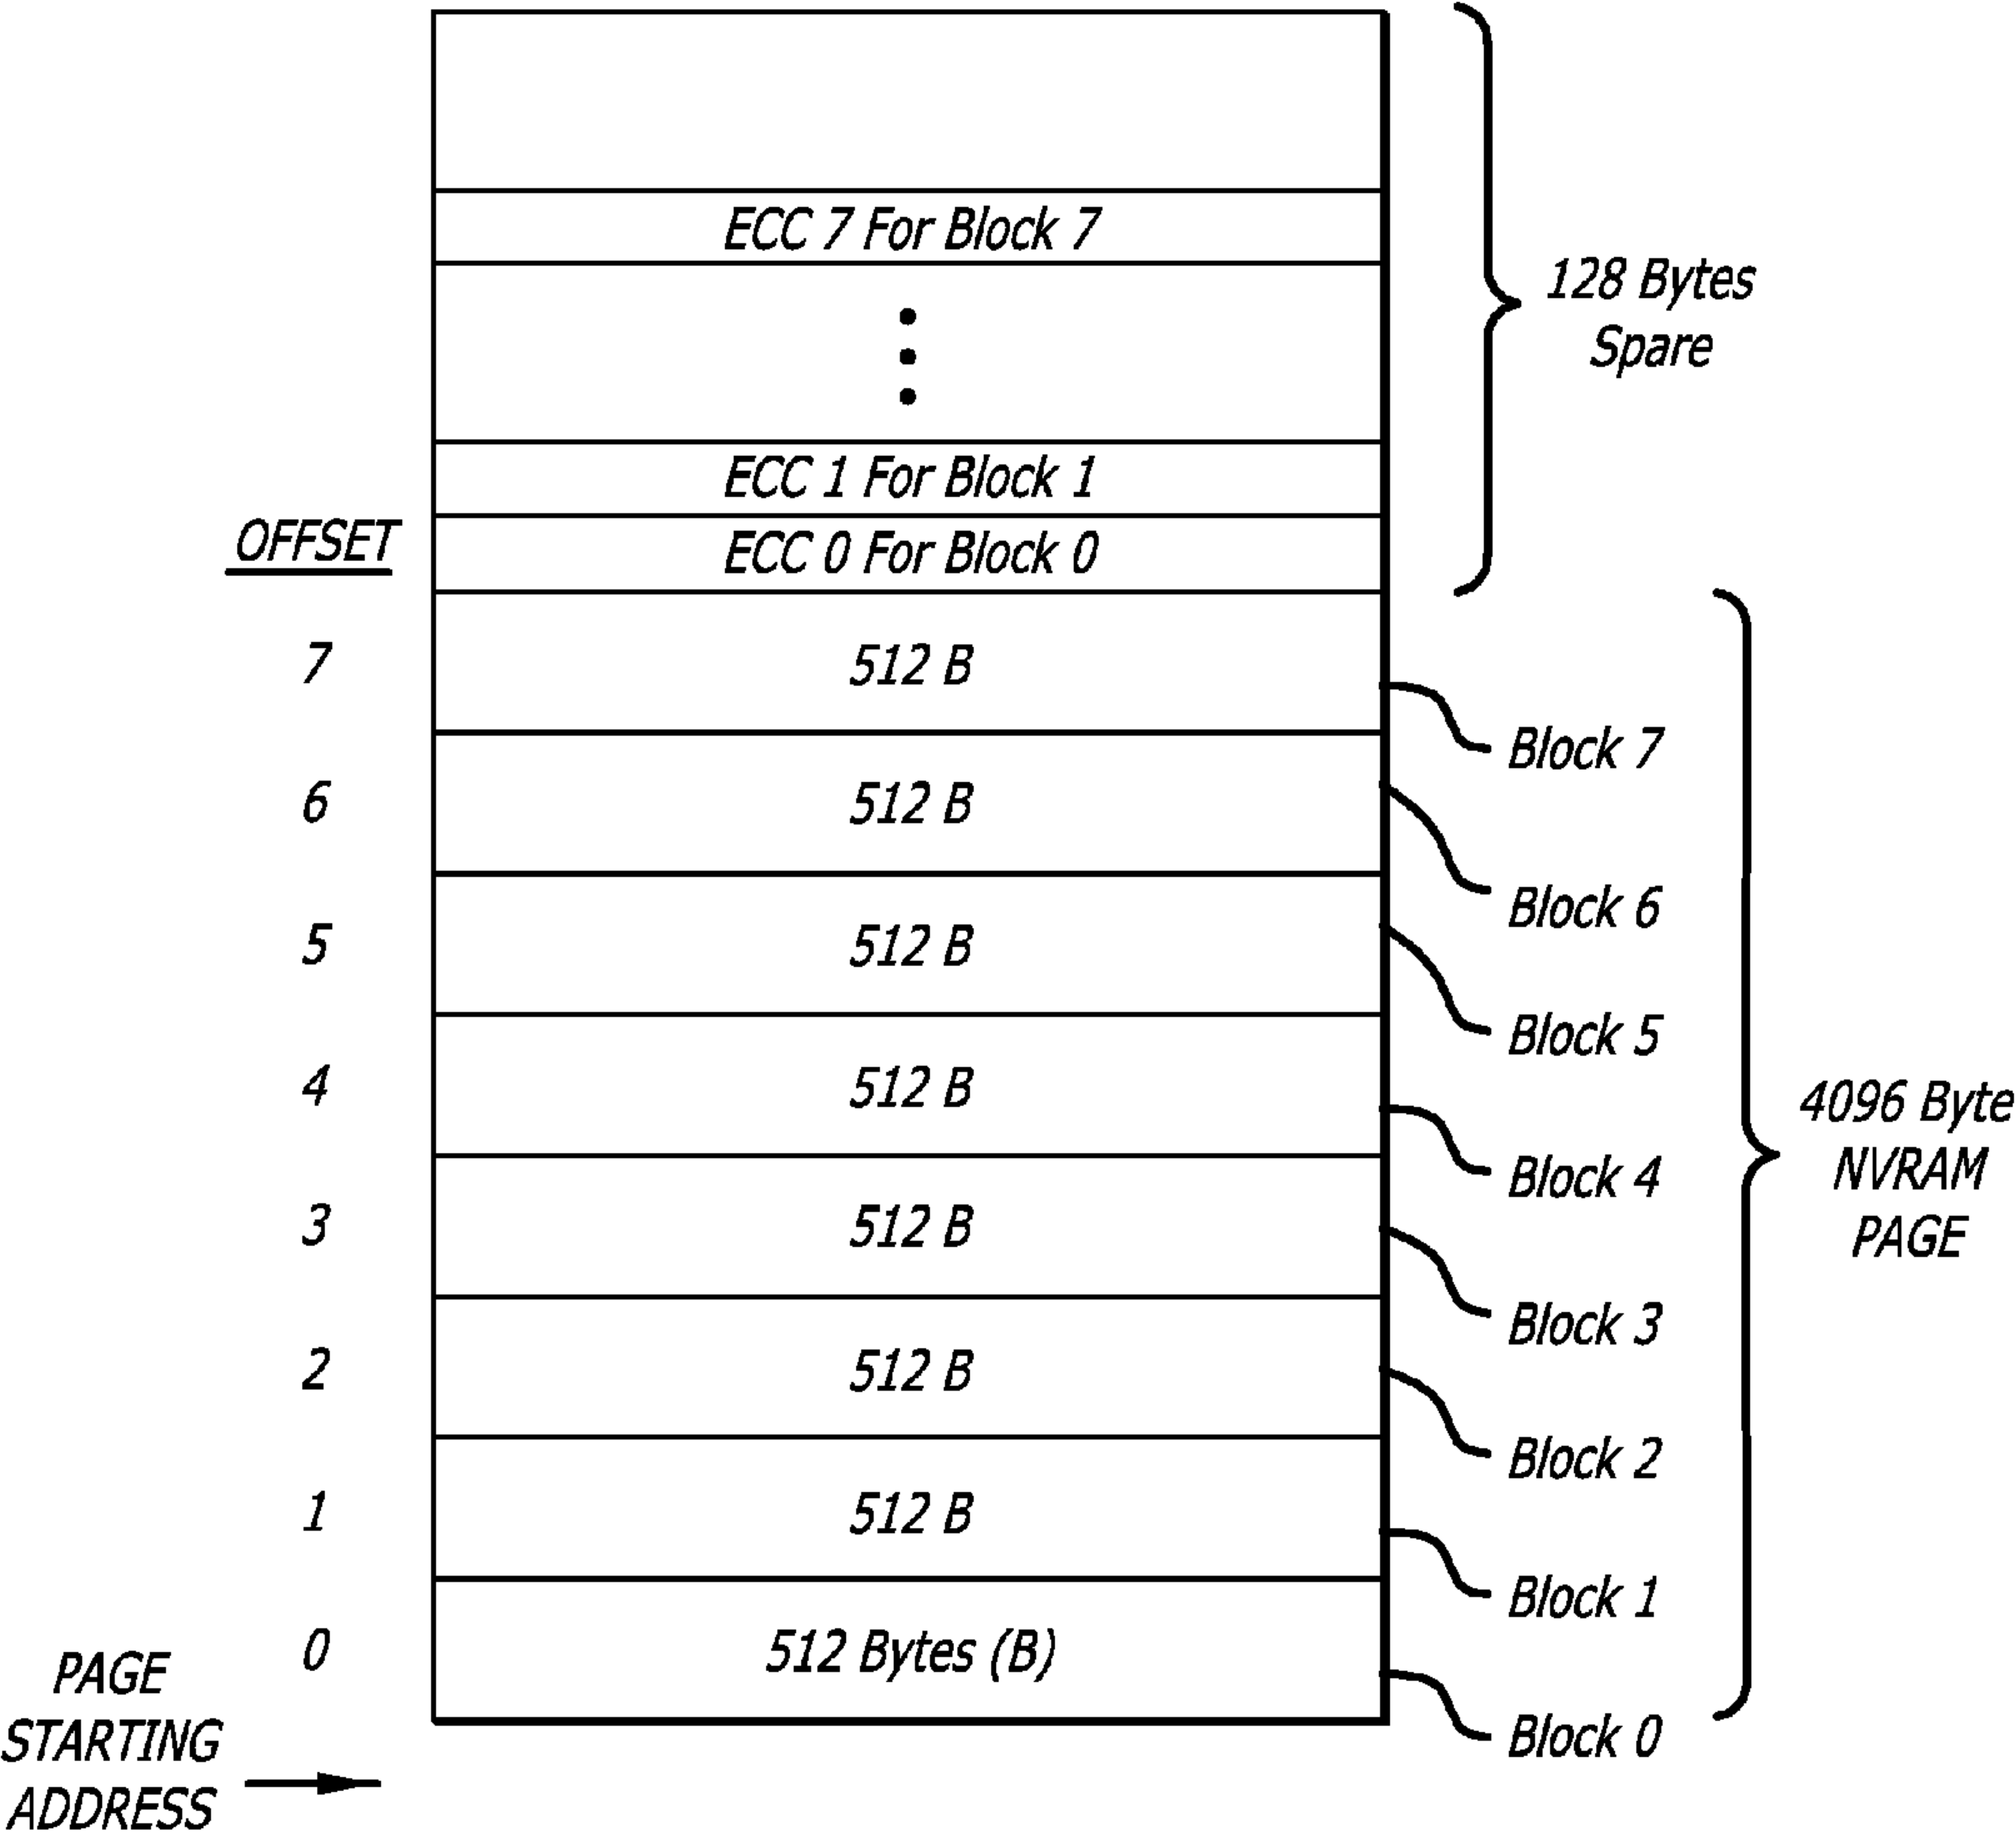 ECC 7 For Block 7
128 Bytes
Spare
ECC 1 For Block 1
OFFSET
ECC 0 For Block 0
7
512 B
Block 7
6
512 B
Block 6
5
512 B
Block 5
4
512 B
Block 4
4096 Byte
NVRAM
PAGE
3
512 B
Block 3
2
512 B
Block 2
1
512 B
Block 1
0
512 Bytes (B)
Block 0
PAGE
STARTING
ADDRESS